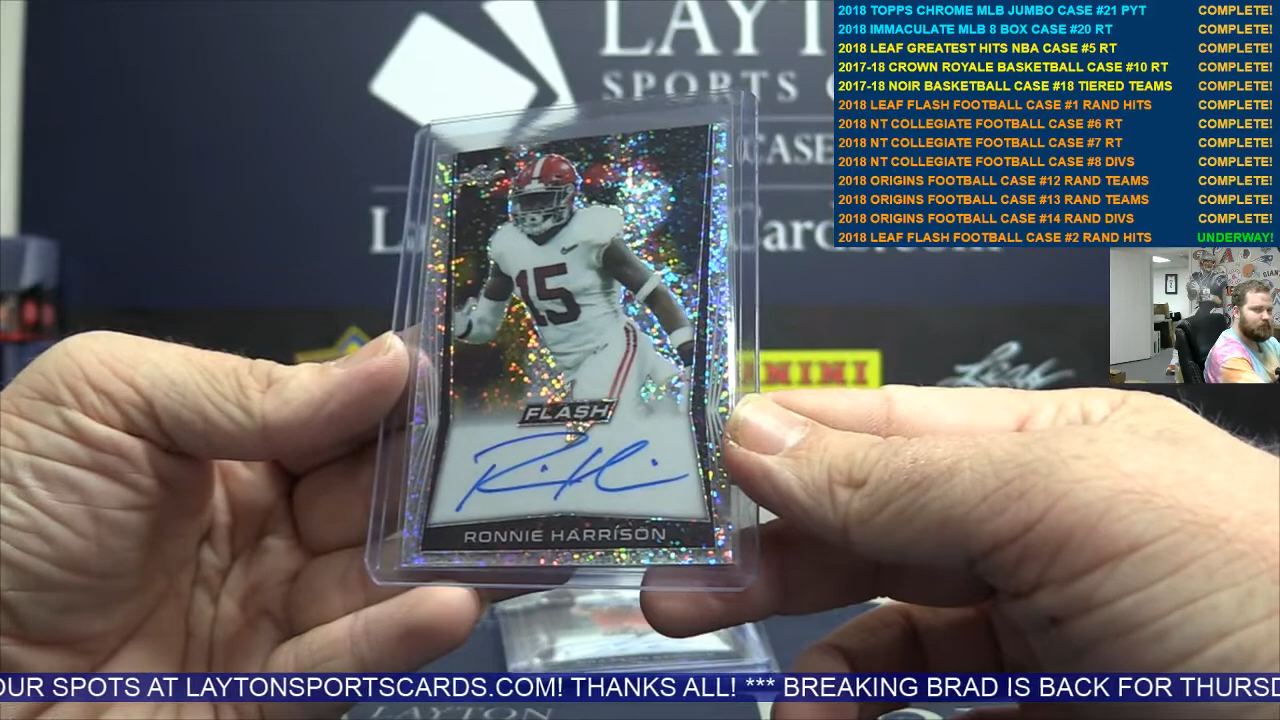 LAYT
SPORTS C
CASE
L
Cards.co
2018 TOPPS CHROME MLB JUMBO CASE #21 PYT COMPLETE!
2018 IMMACULATE MLB 8 BOX CASE #20 RT COMPLETE!
2018 LEAF GREATEST HITS NBA CASE #5 RT COMPLETE!
2017-18 CROWN ROYALE BASKETBALL CASE #10 RT COMPLETE!
2017-18 NOIR BASKETBALL CASE #18 TIERED TEAMS COMPLETE!
2018 LEAF FLASH FOOTBALL CASE #1 RAND HITS COMPLETE!
2018 NT COLLEGIATE FOOTBALL CASE #6 RT COMPLETE!
2018 NT COLLEGIATE FOOTBALL CASE #7 RT COMPLETE!
2018 NT COLLEGIATE FOOTBALL CASE #8 DIVS COMPLETE!
2018 ORIGINS FOOTBALL CASE #12 RAND TEAMS COMPLETE!
2018 ORIGINS FOOTBALL CASE #13 RAND TEAMS COMPLETE!
2018 ORIGINS FOOTBALL CASE #14 RAND DIVS COMPLETE!
2018 LEAF FLASH FOOTBALL CASE #2 RAND HITS UNDERWAY!
15
PANINI
Leaf
FLASH
RONNIE HARRISON
OUR SPOTS AT LAYTONSPORTSCARDS.COM! THANKS ALL! *** BREAKING BRAD IS BACK FOR THURSD
LAYTON